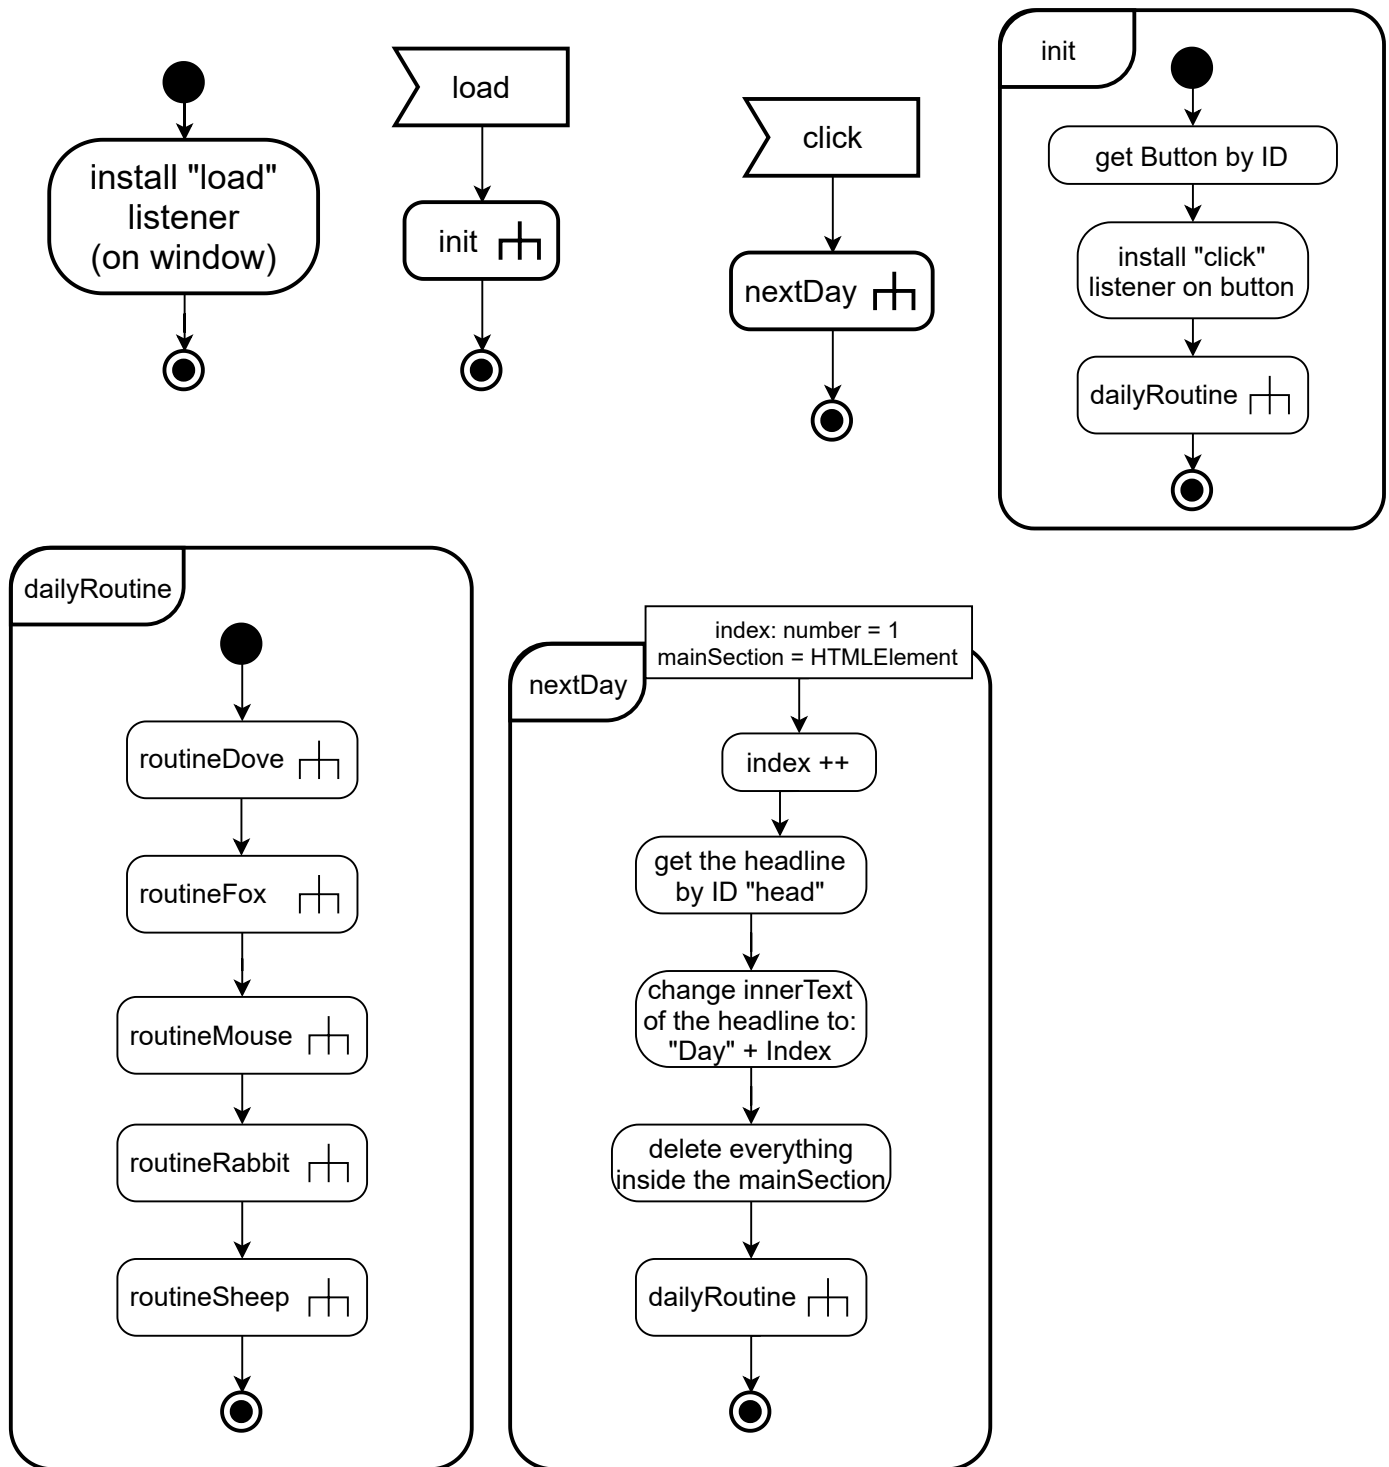 install "load"
listener
(on window)
load
init
click
nextDay
init
get Button by ID
install "click"
listener on button
dailyRoutine
dailyRoutine
routineDove
routineFox
routineMouse
routineRabbit
routineSheep
index: number = 1
mainSection = HTMLElement
nextDay
index ++
get the headline
by ID "head"
change innerText
of the headline to:
"Day" + Index
delete everything
inside the mainSection
dailyRoutine